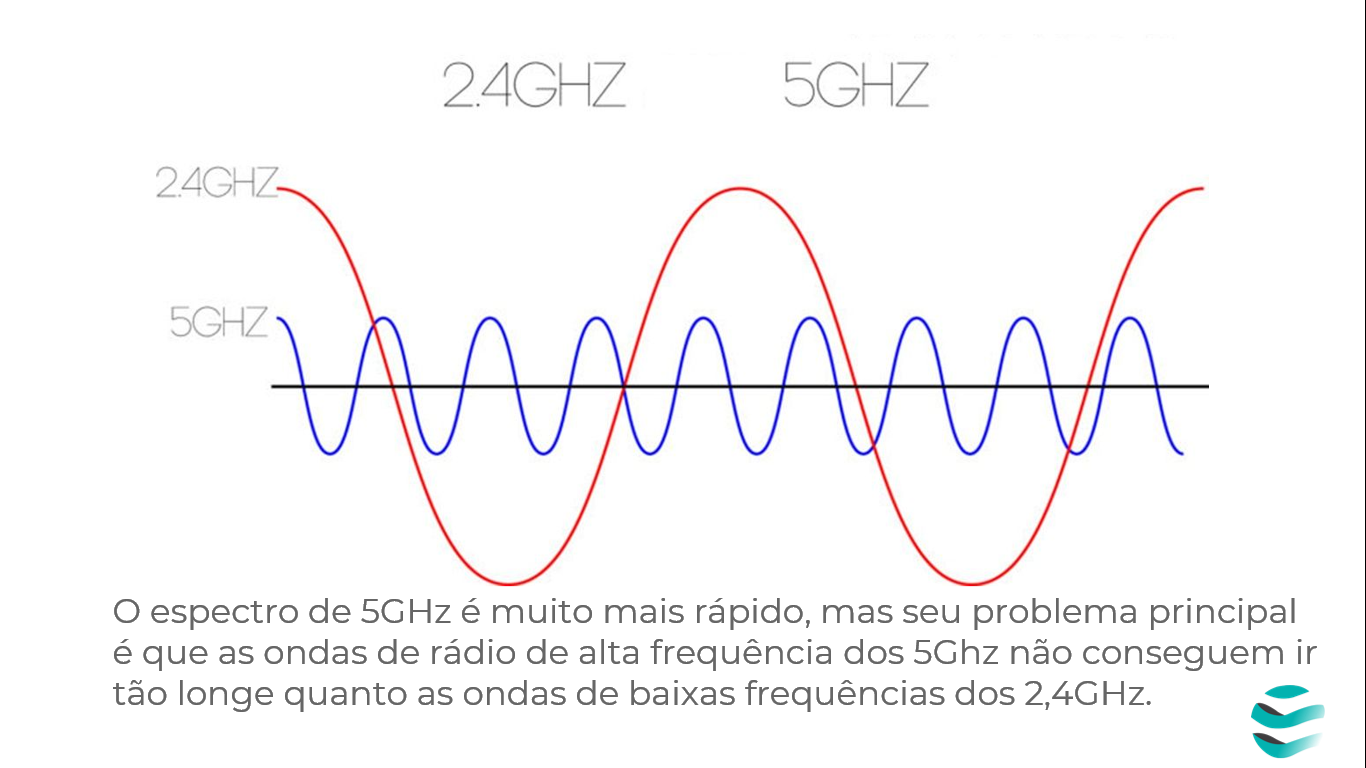 2.4GHZ 5GHZ
2.4GHZ
5GHZ
O espectro de 5GHz é muito mais rápido, mas seu problema principal
é que as ondas de rádio de alta frequência dos 5Ghz não conseguem ir
tão longe quanto as ondas de baixas frequências dos 2,4GHz.